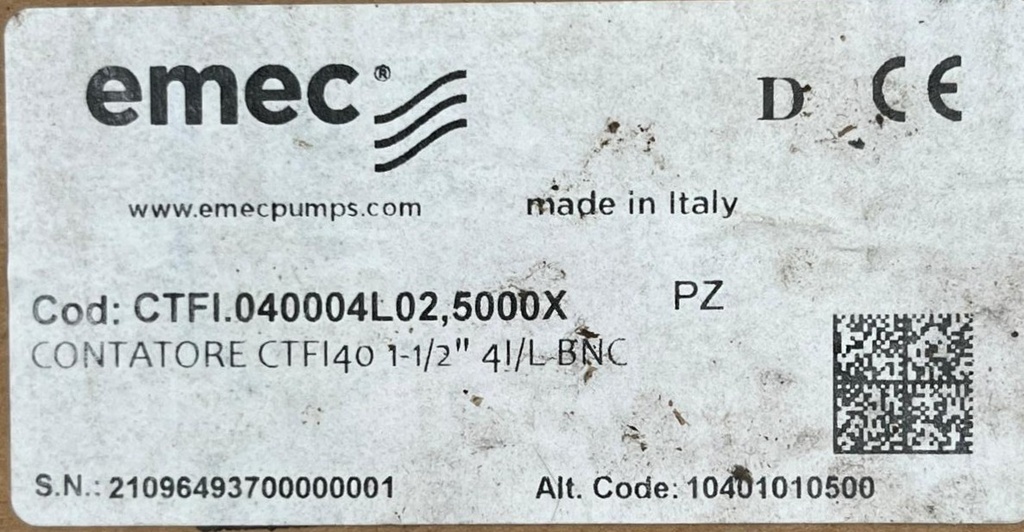 emec®
D CE
www.emecpumps.com
made in Italy
Cod: CTFI.040004L02,5000X
PZ
CONTATORE CTFI40 1-1/2" 4I/L BNC
S.N.: 21096493700000001
Alt. Code: 10401010500